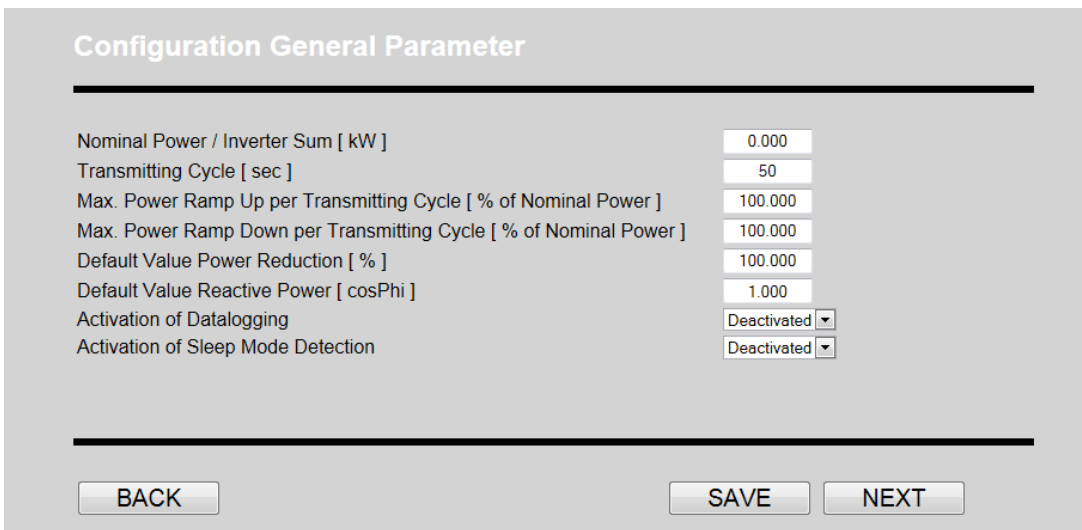 Configuration General Parameter
Nominal Power / Inverter Sum [ kW ] 0.000
Transmitting Cycle [ sec ] 50
Max. Power Ramp Up per Transmitting Cycle [ % of Nominal Power ] 100.000
Max. Power Ramp Down per Transmitting Cycle [ % of Nominal Power ] 100.000
Default Value Power Reduction [ % ] 100.000
Default Value Reactive Power [ cosPhi ] 1.000
Activation of Datalogging Deactivated
Activation of Sleep Mode Detection Deactivated
BACK SAVE NEXT